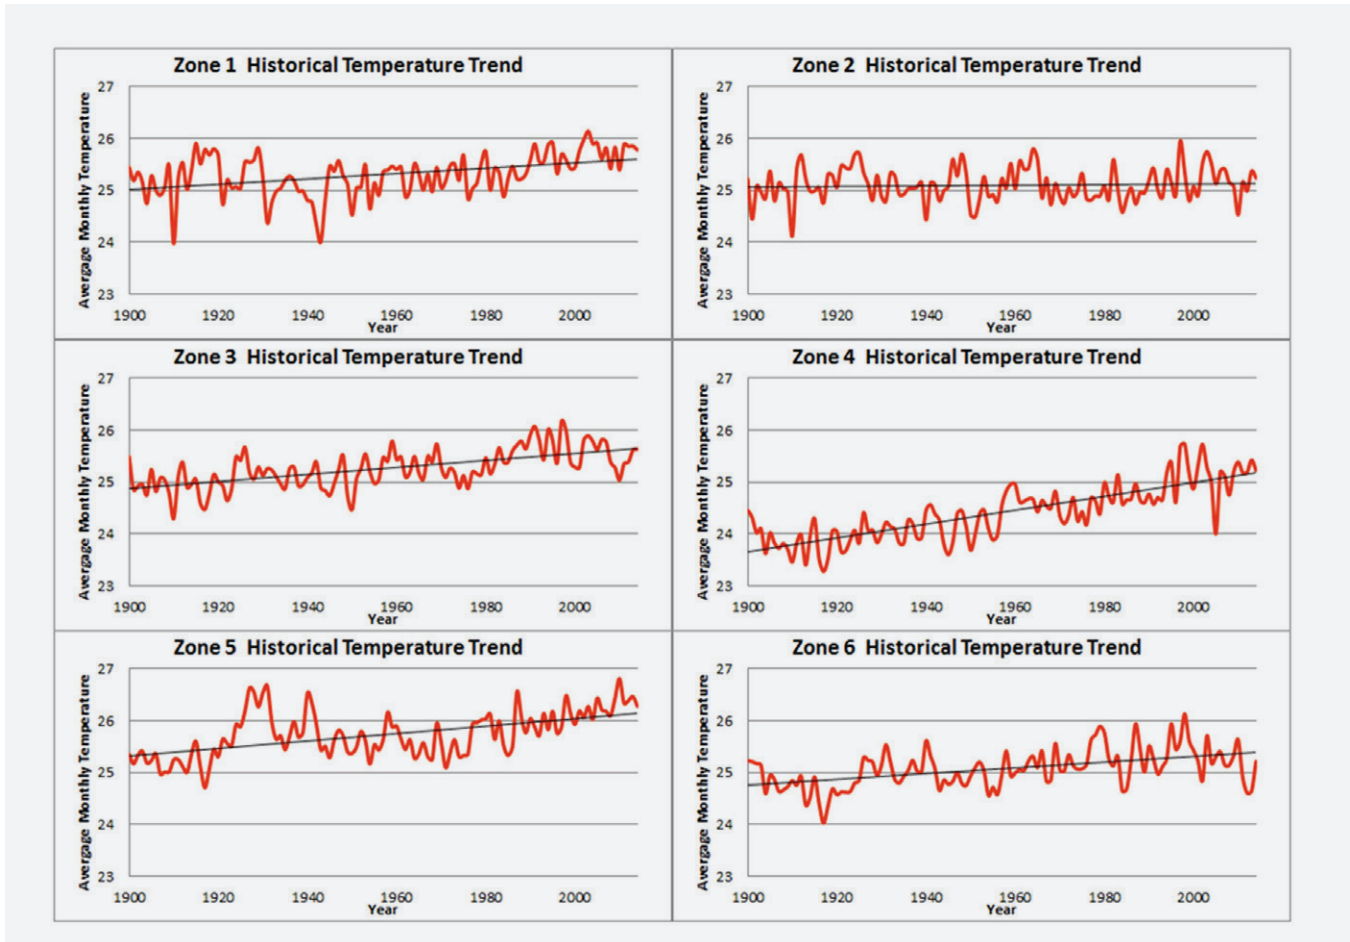 Zone 1 Historical Temperature Trend
Avergage Monthly Temperature
27
26
25
24
23
1900 1920 1940 1960 1980 2000
Year
Zone 2 Historical Temperature Trend
Avergage Monthly Temperature
27
26
25
24
23
1900 1920 1940 1960 1980 2000
Year
Zone 3 Historical Temperature Trend
Avergage Monthly Temperature
27
26
25
24
23
1900 1920 1940 1960 1980 2000
Year
Zone 4 Historical Temperature Trend
Avergage Monthly Temperature
27
26
25
24
23
1900 1920 1940 1960 1980 2000
Year
Zone 5 Historical Temperature Trend
Avergage Monthly Temperature
27
26
25
24
23
1900 1920 1940 1960 1980 2000
Year
Zone 6 Historical Temperature Trend
Avergage Monthly Temperature
27
26
25
24
23
1900 1920 1940 1960 1980 2000
Year